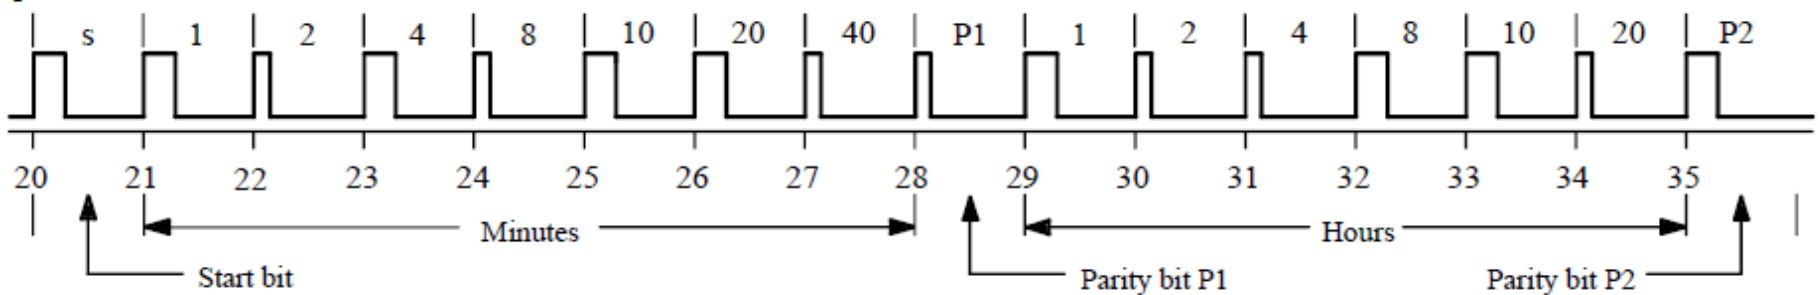 s 1 2 4 8 10 20 40 P1 1 2 4 8 10 20 P2
20 21 22 23 24 25 26 27 28 29 30 31 32 33 34 35
Minutes Hours
Start bit Parity bit P1 Parity bit P2